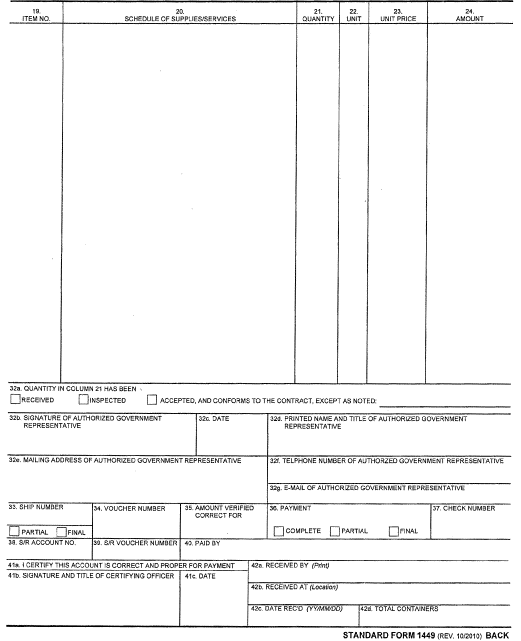 19. 20. 21. 22. 23. 24.
ITEM NO. SCHEDULE OF SUPPLIES/SERVICES QUANTITY UNIT UNIT PRICE AMOUNT
32a. QUANTITY IN COLUMN 21 HAS BEEN
RECEIVED INSPECTED ACCEPTED, AND CONFORMS TO THE CONTRACT, EXCEPT AS NOTED:
32b. SIGNATURE OF AUTHORIZED GOVERNMENT REPRESENTATIVE
32c. DATE
32d. PRINTED NAME AND TITLE OF AUTHORIZED GOVERNMENT REPRESENTATIVE
32e. MAILING ADDRESS OF AUTHORIZED GOVERNMENT REPRESENTATIVE
32f. TELPHONE NUMBER OF AUTHORZED GOVERNMENT REPRESENTATIVE
32g. E-MAIL OF AUTHORIZED GOVERNMENT REPRESENTATIVE
33. SHIP NUMBER
PARTIAL FINAL
34. VOUCHER NUMBER
35. AMOUNT VERIFIED CORRECT FOR
36. PAYMENT
COMPLETE PARTIAL FINAL
37. CHECK NUMBER
38. S/R ACCOUNT NO.
39. S/R VOUCHER NUMBER
40. PAID BY
41a. I CERTIFY THIS ACCOUNT IS CORRECT AND PROPER FOR PAYMENT
41b. SIGNATURE AND TITLE OF CERTIFYING OFFICER
41c. DATE
42a. RECEIVED BY (Print)
42b. RECEIVED AT (Location)
42c. DATE REC'D (YY/MM/DD)
42d. TOTAL CONTAINERS
STANDARD FORM 1449 (REV. 10/2010) BACK